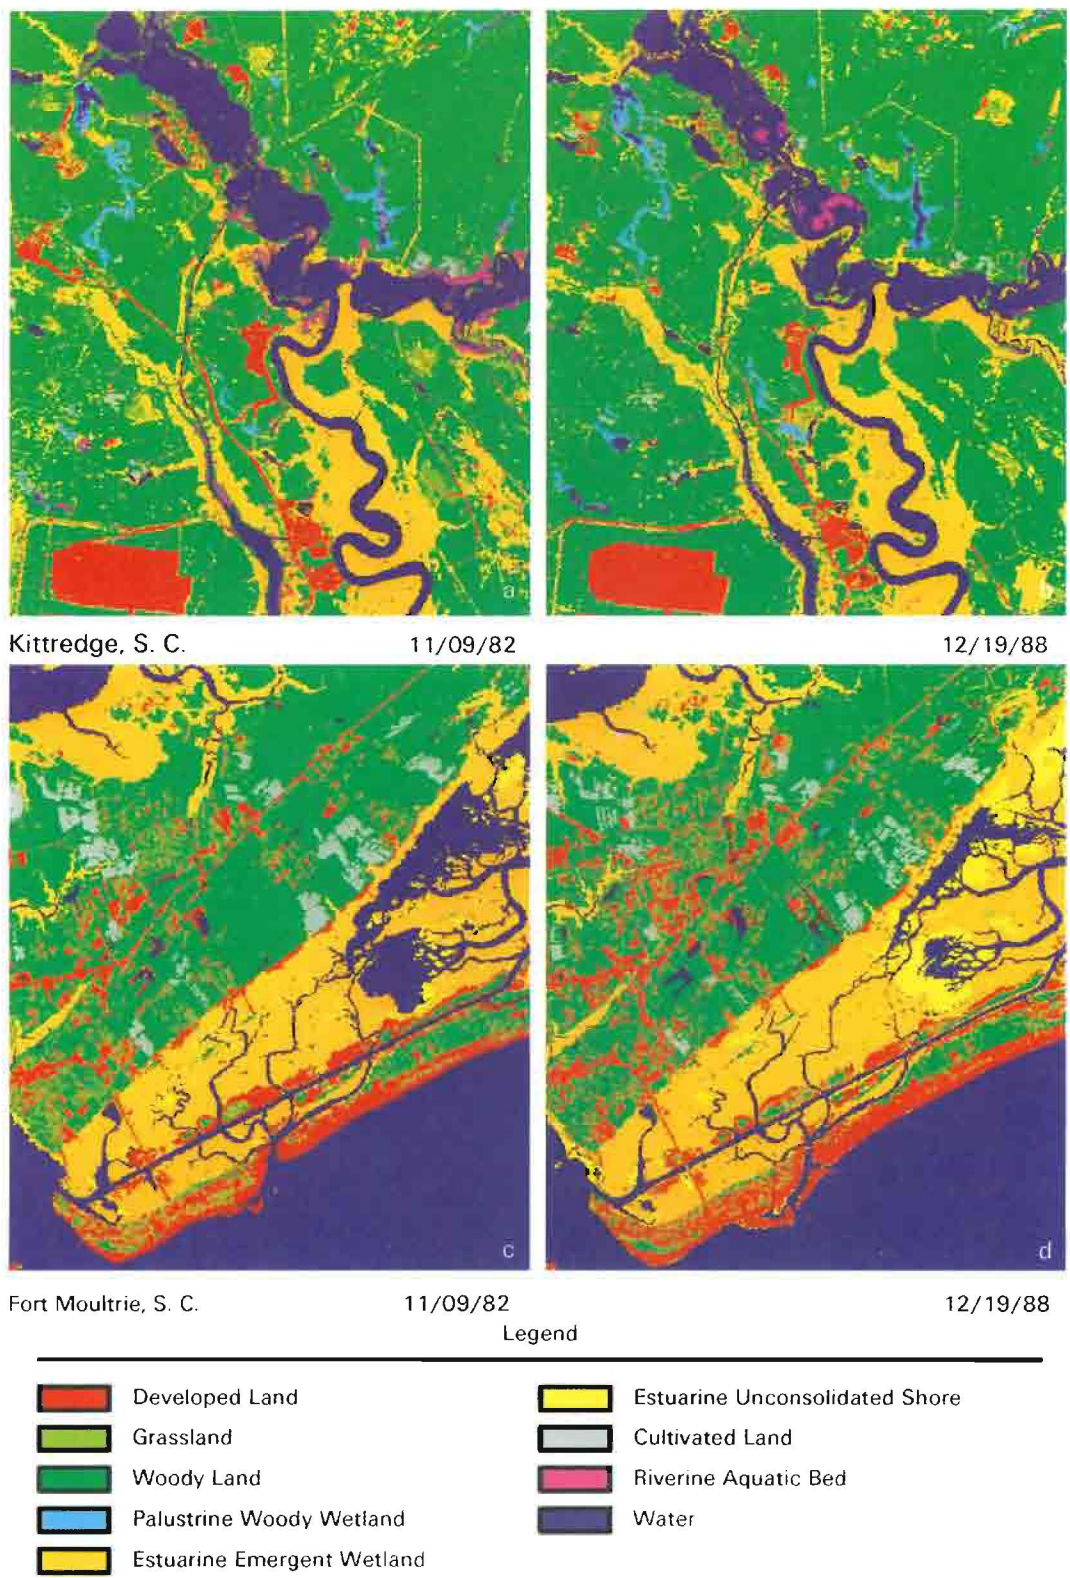 a
b
Kittredge, S. C. 11/09/82 12/19/88
c
d
Fort Moultrie, S. C. 11/09/82 12/19/88
Legend
Developed Land
Grassland
Woody Land
Palustrine Woody Wetland
Estuarine Emergent Wetland
Estuarine Unconsolidated Shore
Cultivated Land
Riverine Aquatic Bed
Water